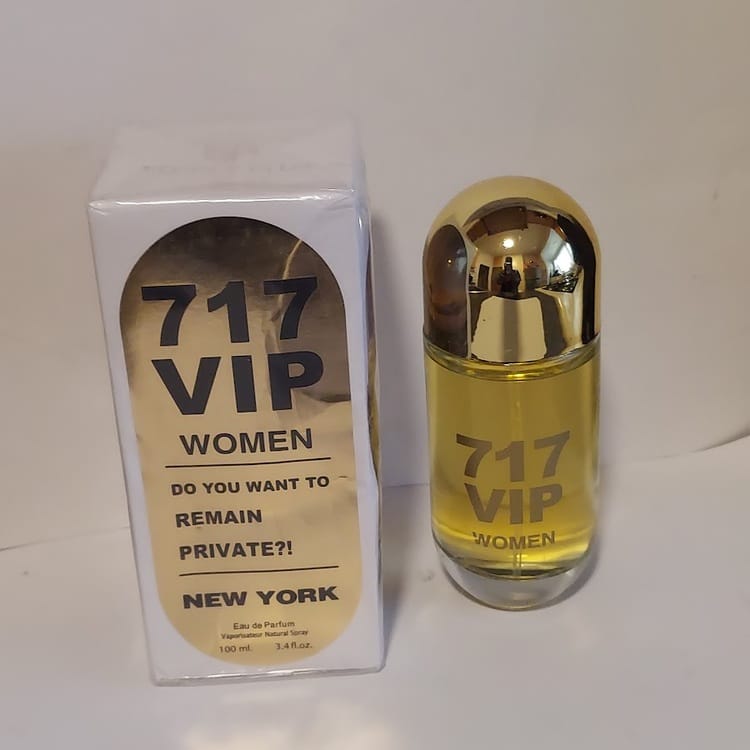 717
VIP
WOMEN
DO YOU WANT TO
REMAIN
PRIVATE?!
NEW YORK
Eau de Parfum
Vaporisateur Natural Spray
100 ml. 3.4 fl.oz.
717
VIP
WOMEN